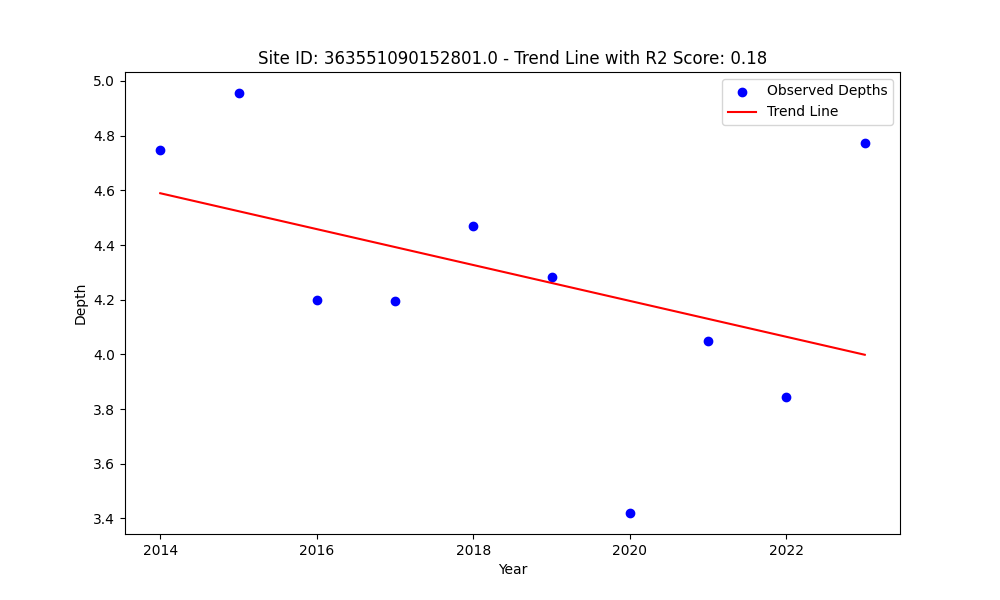 Site ID: 363551090152801.0 - Trend Line with R2 Score: 0.18
Observed Depths
Trend Line
5.0
4.8
4.6
4.4
4.2
4.0
3.8
3.6
3.4
Depth
2014
2016
2018
2020
2022
Year